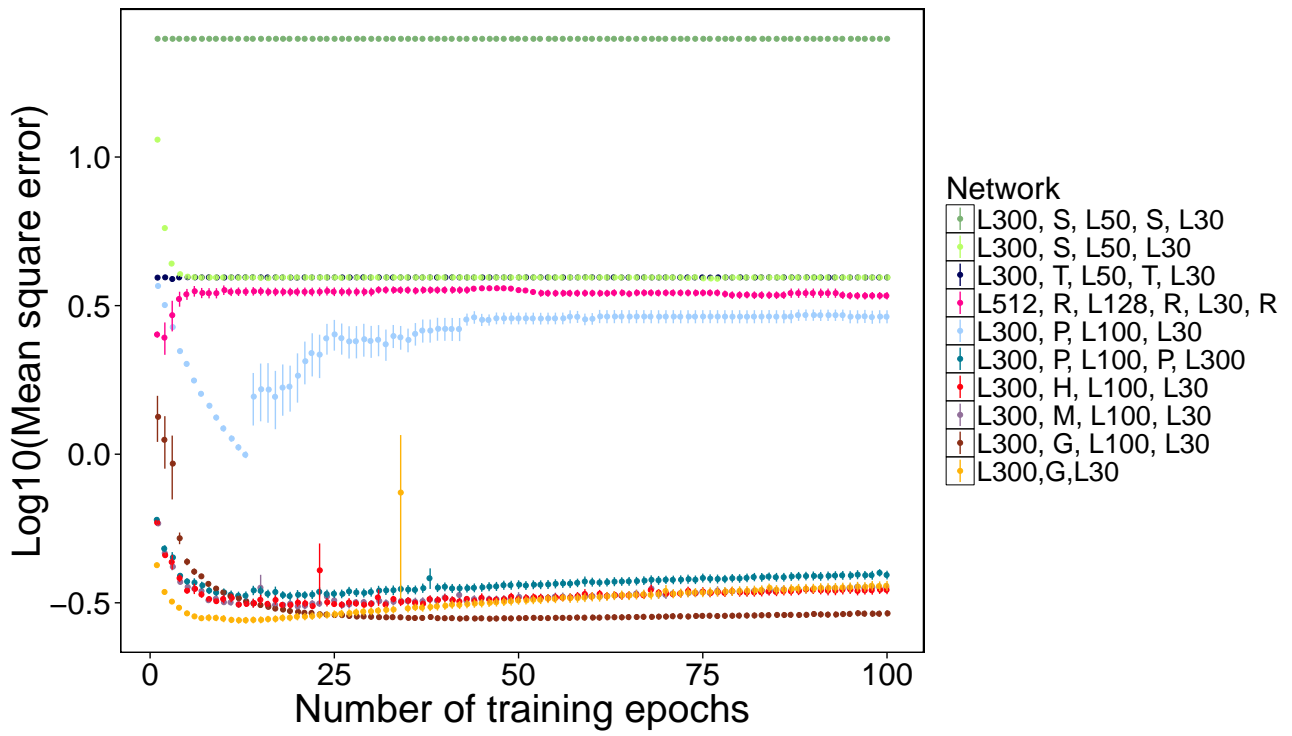 Log10(Mean square error)
1.0
0.5
0.0
−0.5
0
25
50
75
100
Number of training epochs
Network
L300, S, L50, S, L30
L300, S, L50, L30
L300, T, L50, T, L30
L512, R, L128, R, L30, R
L300, P, L100, L30
L300, P, L100, P, L300
L300, H, L100, L30
L300, M, L100, L30
L300, G, L100, L30
L300,G,L30